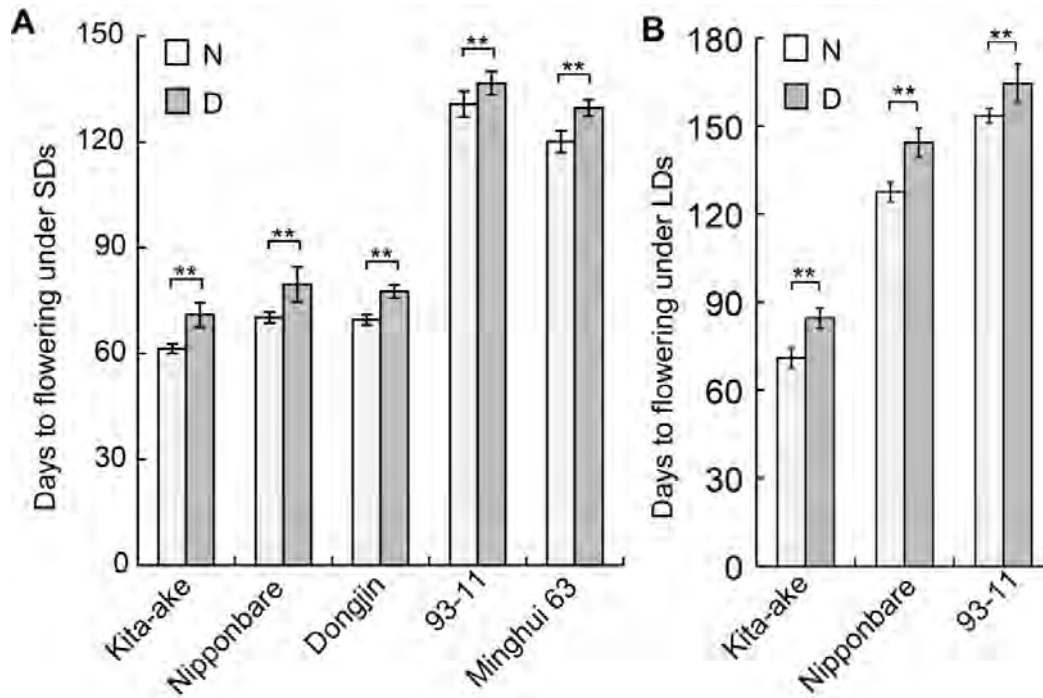 A
Days to flowering under SDs
150
120
90
60
30
0
N
D
**
**
**
**
**
Kita-ake
Nipponbare
Dongjin
93-11
Minghui 63
B
Days to flowering under LDs
180
150
120
90
60
30
0
N
D
**
**
**
Kita-ake
Nipponbare
93-11